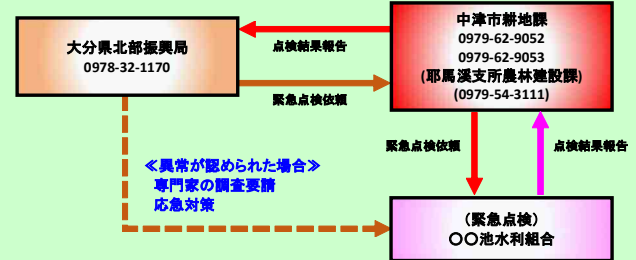 大分県北部振興局
0978-32-1170
点検結果報告
緊急点検依頼
中津市耕地課
0979-62-9052
0979-62-9053
(耶馬溪支所農林建設課)
(0979-54-3111)
緊急点検依頼
点検結果報告
≪異常が認められた場合≫
専門家の調査要請
応急対策
(緊急点検)
〇〇池水利組合